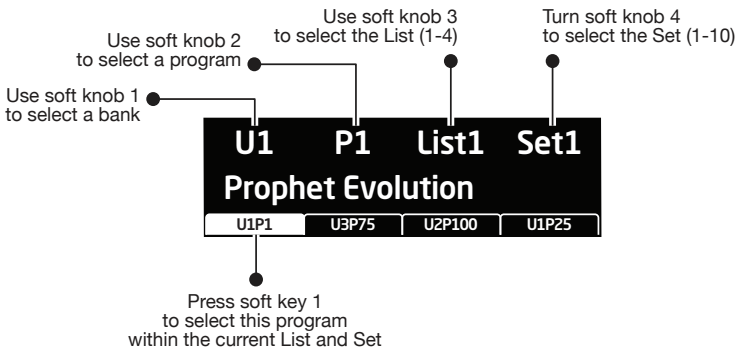 Use soft knob 3
to select the List (1-4)
Turn soft knob 4
to select the Set (1-10)
Use soft knob 2
to select a program
Use soft knob 1
to select a bank
U1 P1 List1 Set1
Prophet Evolution
U1P1 U3P75 U2P100 U1P25
Press soft key 1
to select this program
within the current List and Set